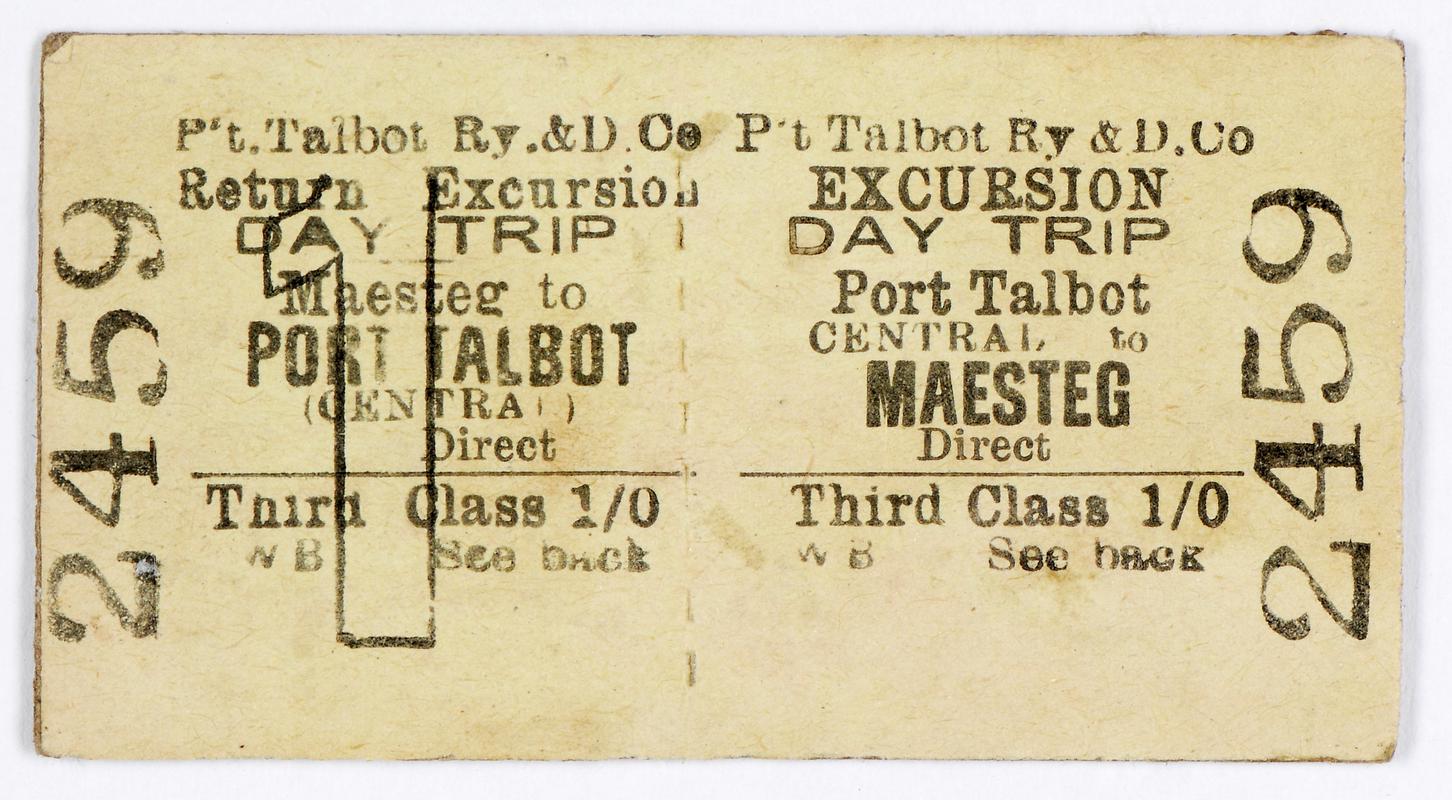 2459
P't.Talbot Ry.&D.Co
Return Excursion
DAY TRIP
Maesteg to
PORT TALBOT
(CENTRAL)
Direct
Third Class 1/0
W B See back
P't Talbot Ry & D.Co
EXCURSION
DAY TRIP
Port Talbot
CENTRAL to
MAESTEG
Direct
Third Class 1/0
W B See back
2459